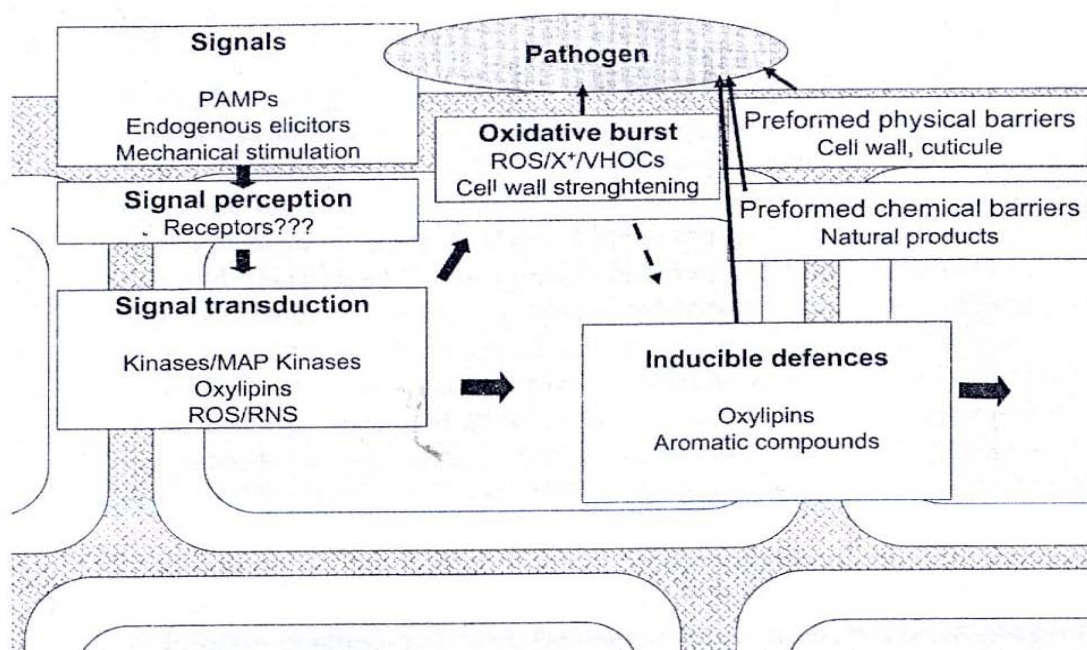 Signals
PAMPs
Endogenous elicitors
Mechanical stimulation
Signal perception
Receptors???
Signal transduction
Kinases/MAP Kinases
Oxylipins
ROS/RNS
Pathogen
Oxidative burst
ROS/X⁺/VHOCs
Cell wall strenghtening
Preformed physical barriers
Cell wall, cuticule
Preformed chemical barriers
Natural products
Inducible defences
Oxylipins
Aromatic compounds